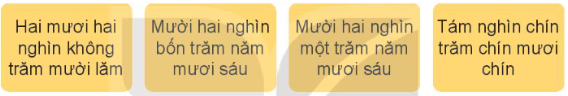 Hai mươi hai
nghìn không
trăm mười lăm
Mười hai nghìn
bốn trăm năm
mươi sáu
Mười hai nghìn
một trăm năm
mươi sáu
Tám nghìn chín
trăm chín mươi
chín